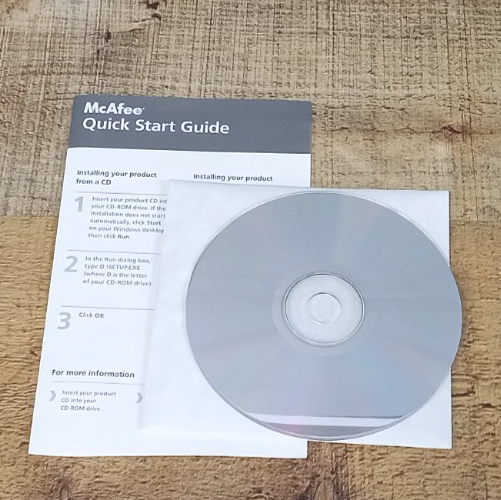 McAfee®
Quick Start Guide
Installing your product
from a CD
1 Insert your product CD into
your CD-ROM drive. If the
installation does not start
automatically, click Start
on your Windows desktop
then click Run.
2 In the Run dialog box,
type D:\SETUP.EXE
(where D is the letter
of your CD-ROM drive).
3 Click OK.
For more information
Insert your product
CD into your
CD-ROM drive.
Installing your product